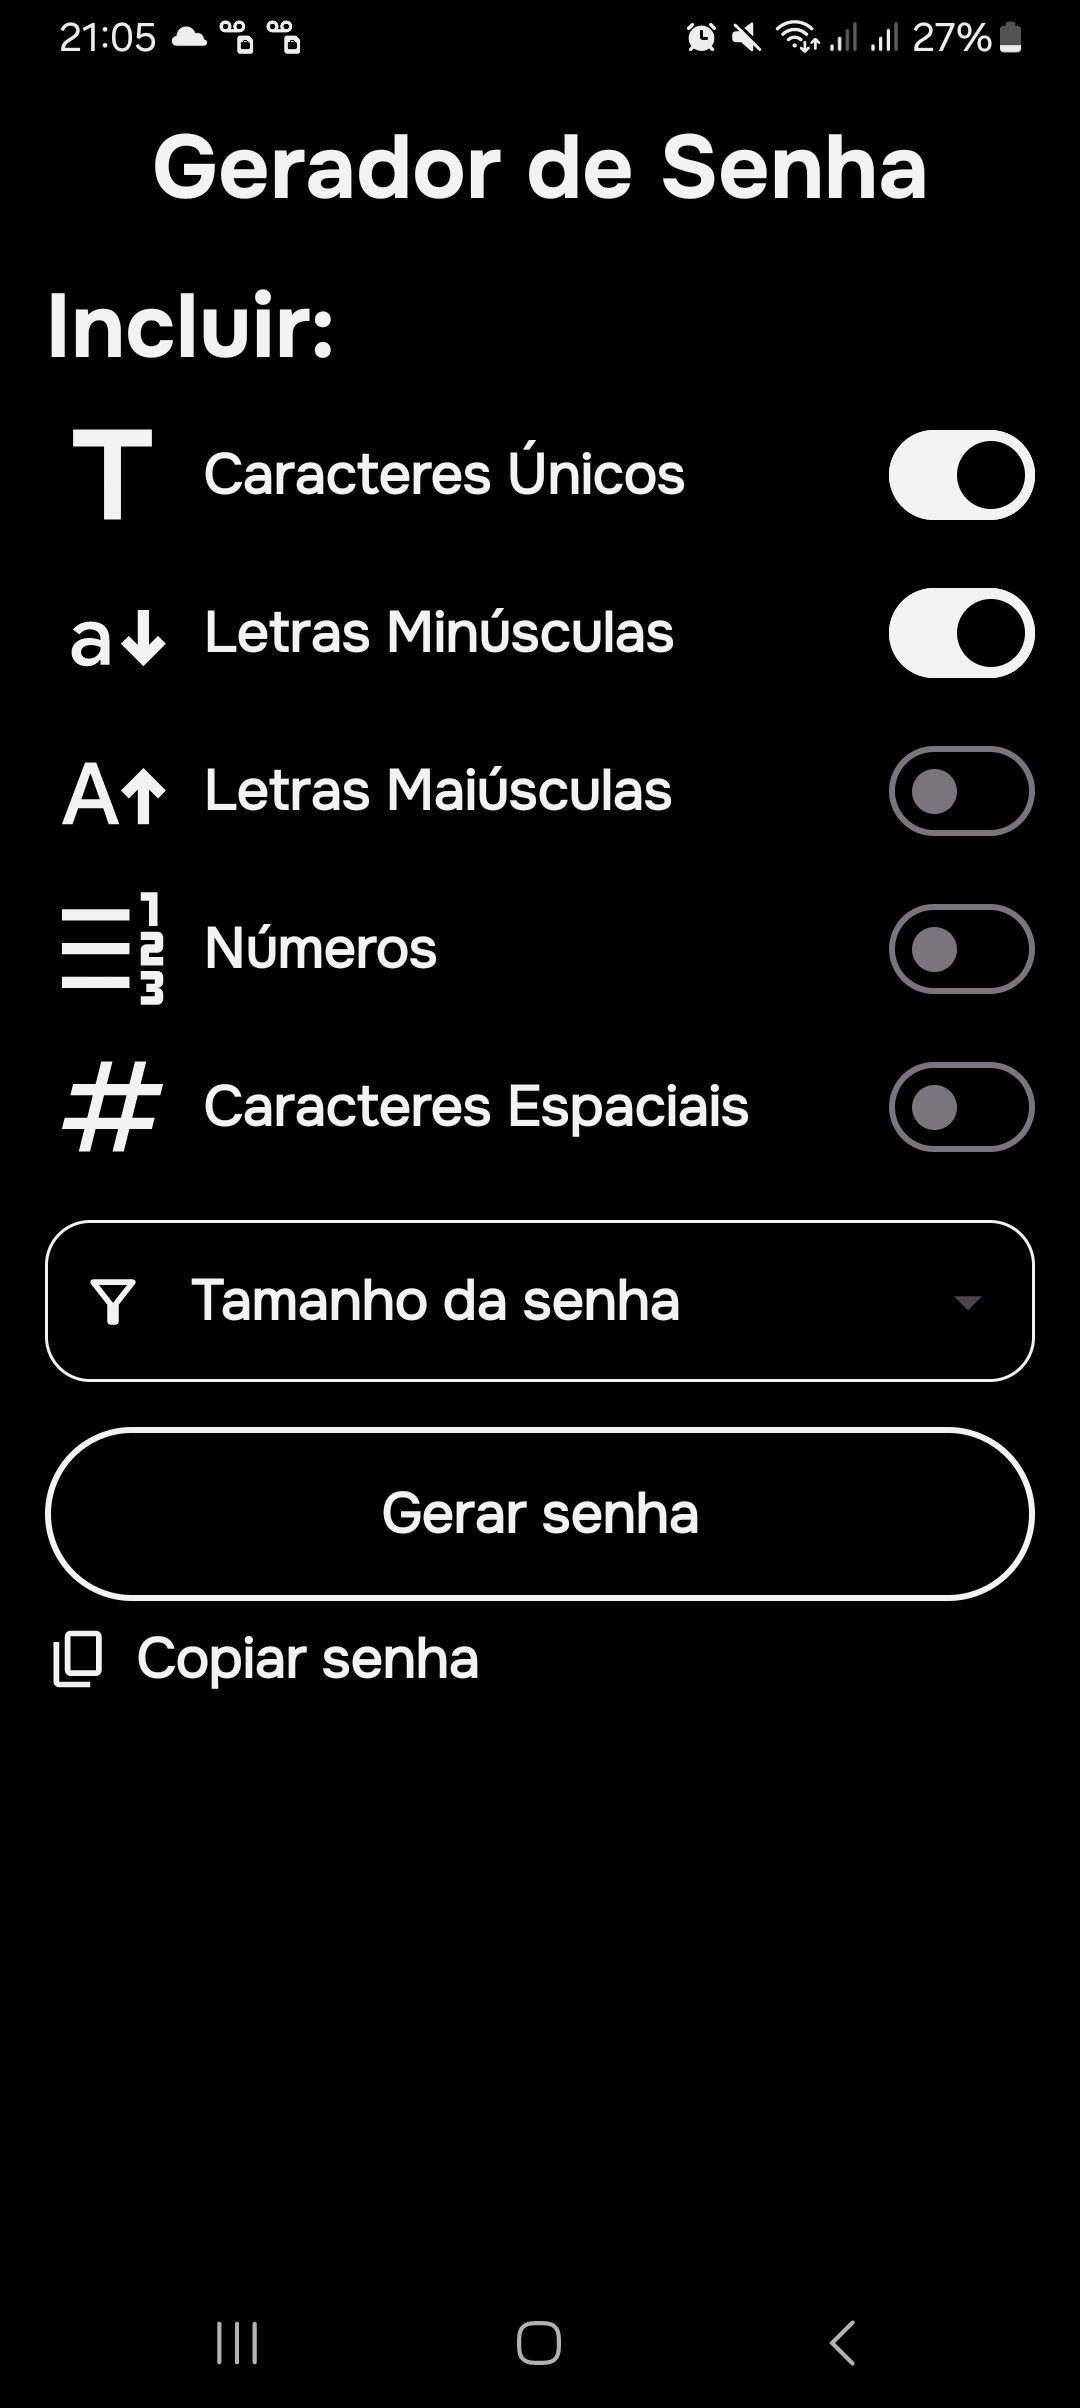 21:05 27%
Gerador de Senha
Incluir:
T Caracteres Únicos
a Letras Minúsculas
A Letras Maiúsculas
1
2
3
Números
# Caracteres Espaciais
Tamanho da senha
Gerar senha
Copiar senha